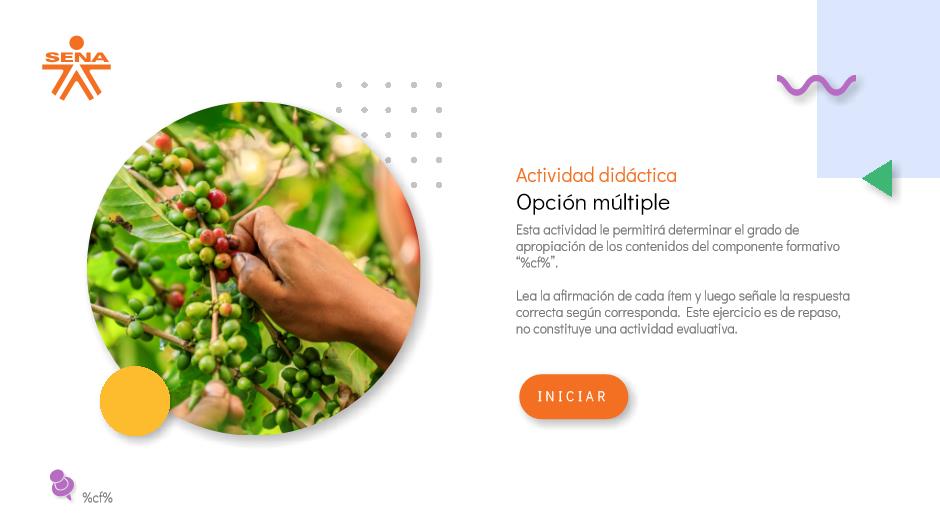 SENA
Actividad didáctica
Opción múltiple
Esta actividad le permitirá determinar el grado de
apropiación de los contenidos del componente formativo
“%cf%”.
Lea la afirmación de cada ítem y luego señale la respuesta
correcta según corresponda.  Este ejercicio es de repaso,
no constituye una actividad evaluativa.
INICIAR
%cf%